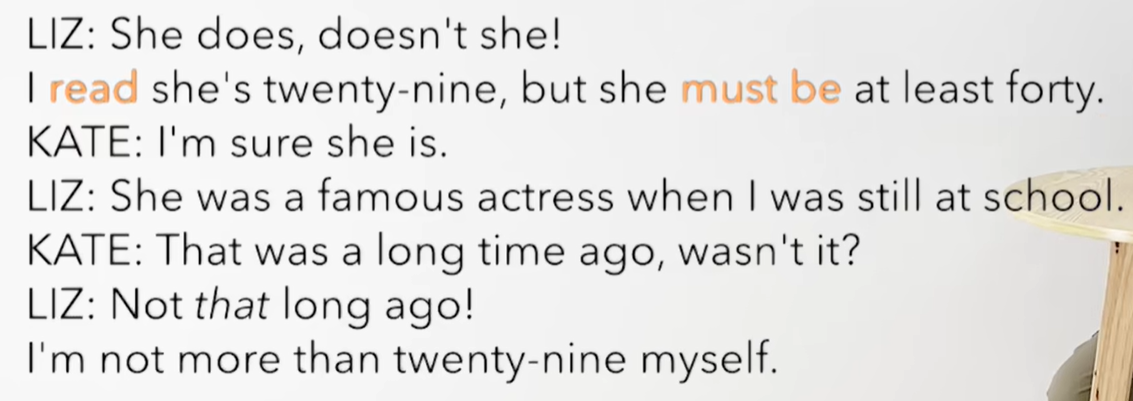 LIZ: She does, doesn't she!
I read she's twenty-nine, but she must be at least forty.
KATE: I'm sure she is.
LIZ: She was a famous actress when I was still at school.
KATE: That was a long time ago, wasn't it?
LIZ: Not that long ago!
I'm not more than twenty-nine myself.